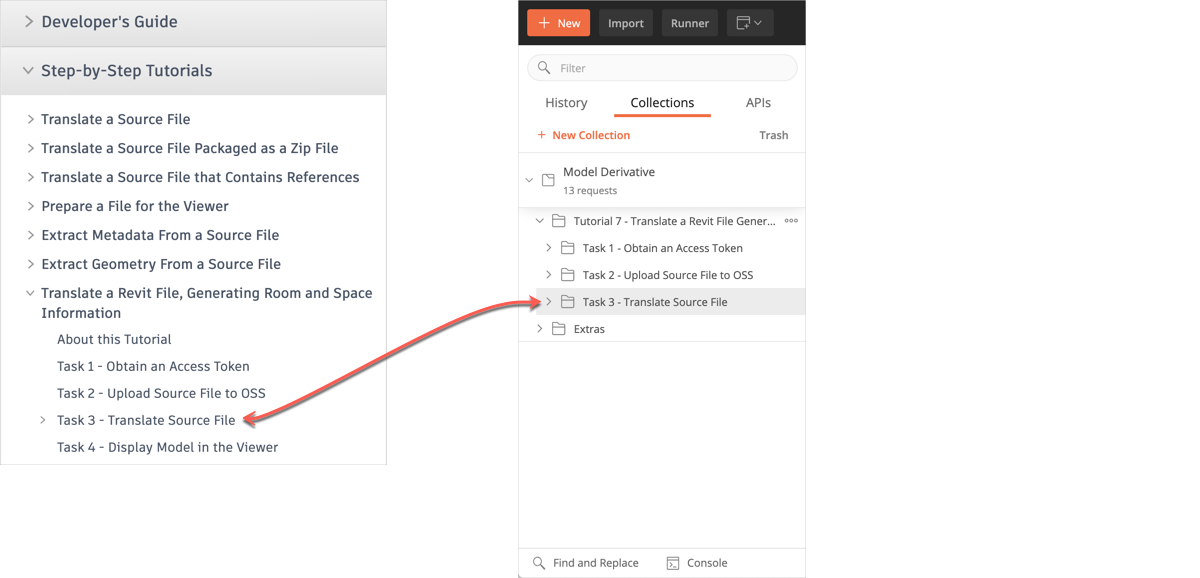 Developer's Guide
Step-by-Step Tutorials
Translate a Source File
Translate a Source File Packaged as a Zip File
Translate a Source File that Contains References
Prepare a File for the Viewer
Extract Metadata From a Source File
Extract Geometry From a Source File
Translate a Revit File, Generating Room and Space
Information
About this Tutorial
Task 1 - Obtain an Access Token
Task 2 - Upload Source File to OSS
Task 3 - Translate Source File
Task 4 - Display Model in the Viewer
+ New Import Runner
Filter
History Collections APIs
+ New Collection Trash
Model Derivative
13 requests
Tutorial 7 - Translate a Revit File Gener...
Task 1 - Obtain an Access Token
Task 2 - Upload Source File to OSS
Task 3 - Translate Source File
Extras
Find and Replace Console